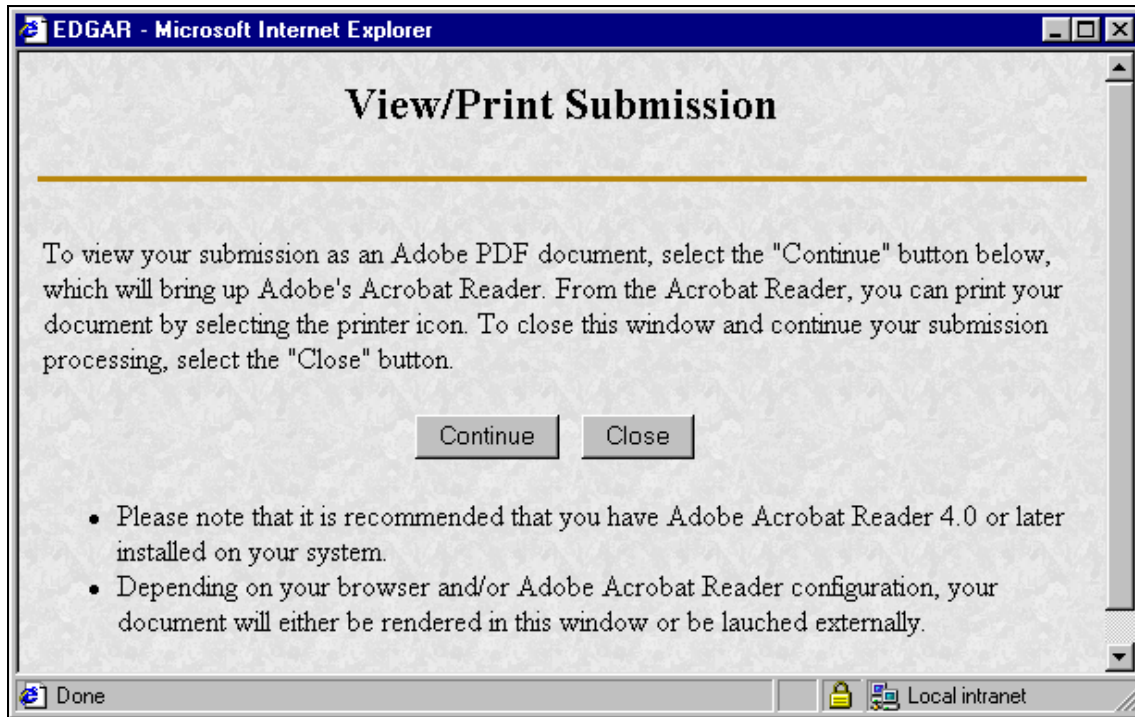 EDGAR - Microsoft Internet Explorer
View/Print Submission
To view your submission as an Adobe PDF document, select the "Continue" button below,
which will bring up Adobe's Acrobat Reader. From the Acrobat Reader, you can print your
document by selecting the printer icon. To close this window and continue your submission
processing, select the "Close" button.
Continue Close
• Please note that it is recommended that you have Adobe Acrobat Reader 4.0 or later
installed on your system.
• Depending on your browser and/or Adobe Acrobat Reader configuration, your
document will either be rendered in this window or be lauched externally.
Done Local intranet